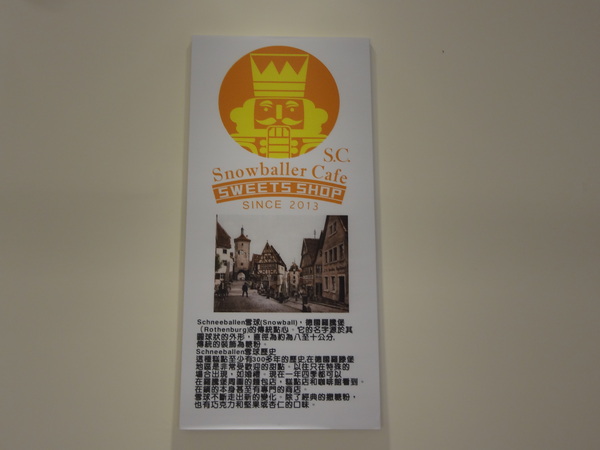 S.C.
Snowballer Cafe
SWEETS SHOP
SINCE 2013
Schneeballen雪球(Snowball)，德國羅騰堡
（Rothenburg)的傳統點心。它的名字源於其
圓球狀的外形，直徑為約為八至十公分，
傳統的裝飾為糖粉。
Schneeballen雪球歷史
這種糕點至少有300多年的歷史,在德國羅騰堡
地區是非常受歡迎的甜點。以往只在特殊的
場合出現，如婚禮。現在一年四季都可以
在羅騰堡周圍的麵包店，糕點店和咖啡館看到。
在鎮的本身甚至有專門的商店。
雪球不斷走出新的變化。除了經典的撒糖粉，
也有巧克力和堅果或杏仁的口味。